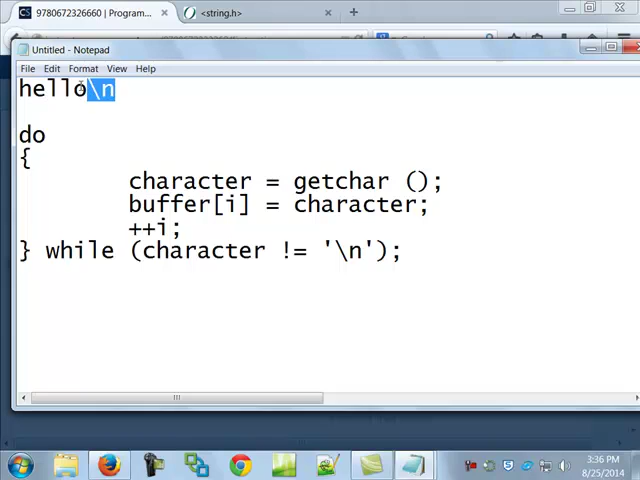 9780672326660 | Program...
<string.h>
Untitled - Notepad
File Edit Format View Help
hello\n
do
{
character = getchar ();
buffer[i] = character;
++i;
} while (character != '\n');
3:36 PM
8/25/2014